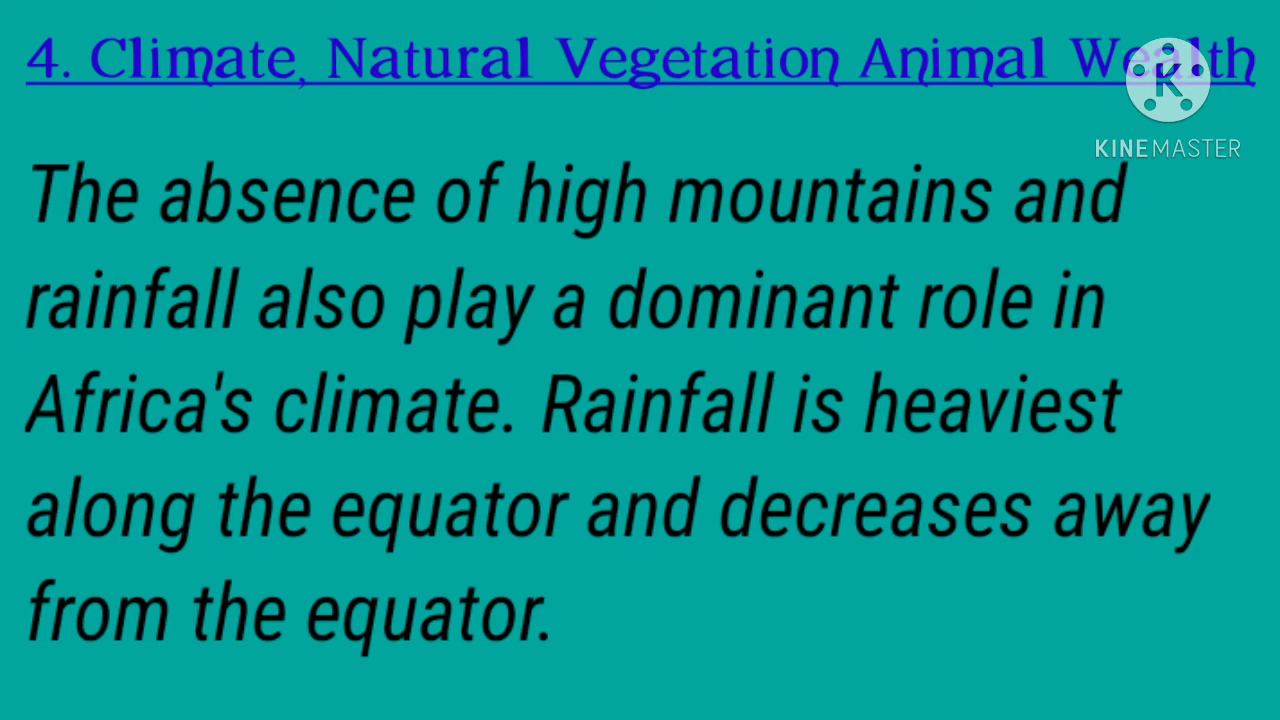 4. Climate, Natural Vegetation Animal Wealth
K
KINEMASTER
The absence of high mountains and
rainfall also play a dominant role in
Africa's climate. Rainfall is heaviest
along the equator and decreases away
from the equator.